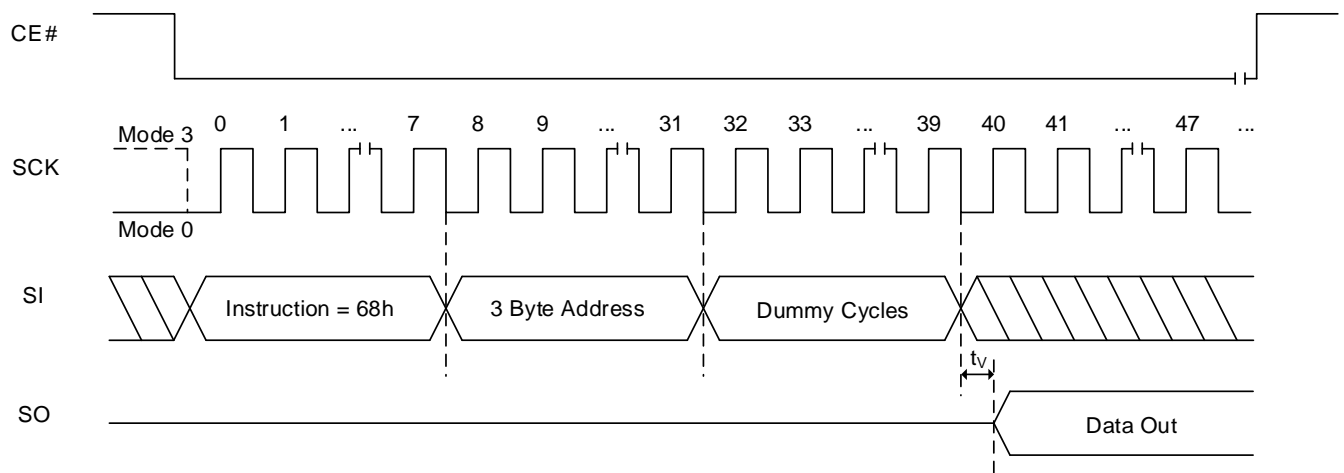 CE#
Mode 3 0 1 ... 7 8 9 ... 31 32 33 ... 39 40 41 ... 47 ...
SCK
Mode 0
SI Instruction = 68h 3 Byte Address Dummy Cycles
tV
SO Data Out